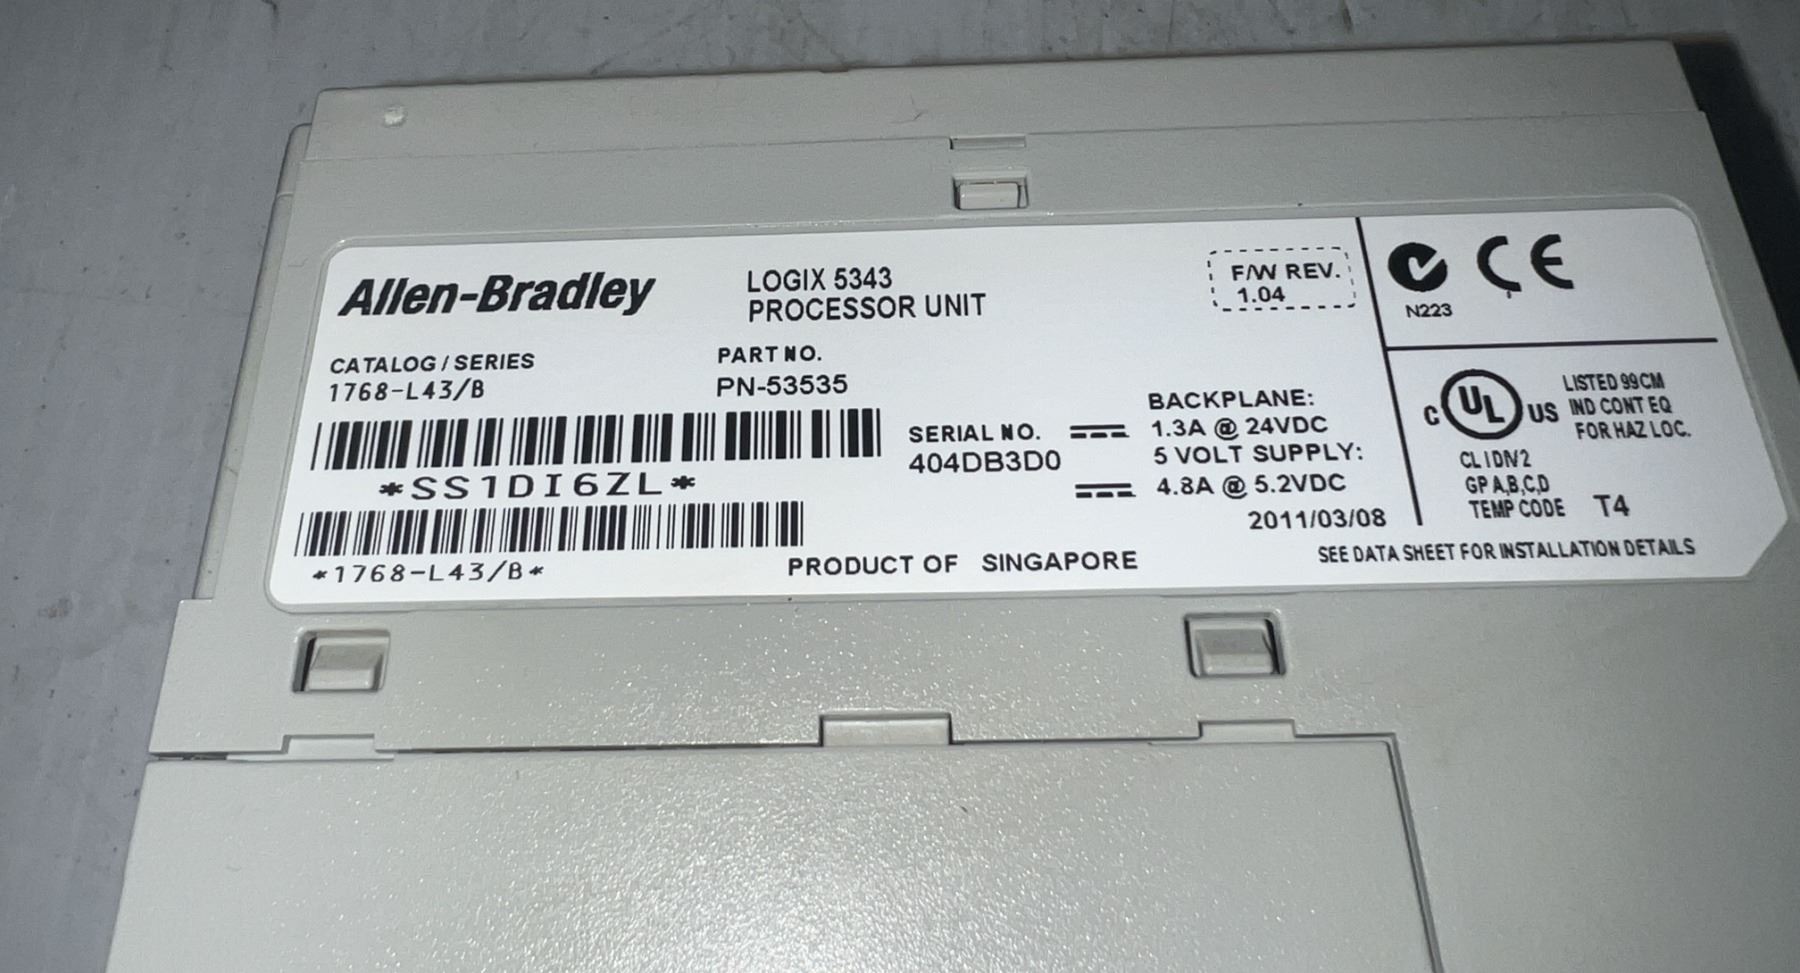 Allen-Bradley
LOGIX 5343
PROCESSOR UNIT
F/W REV.
1.04
N223
CE
CATALOG / SERIES
1768-L43/B
PART NO.
PN-53535
*SS1DI6ZL*
*1768-L43/B*
SERIAL NO.
404DB3D0
BACKPLANE:
1.3A @ 24VDC
5 VOLT SUPPLY:
4.8A @ 5.2VDC
2011/03/08
PRODUCT OF SINGAPORE
C UL US
LISTED 99CM
IND CONT EQ
FOR HAZ LOC.
CL I DIV 2
GP A,B,C,D
TEMP CODE T4
SEE DATA SHEET FOR INSTALLATION DETAILS